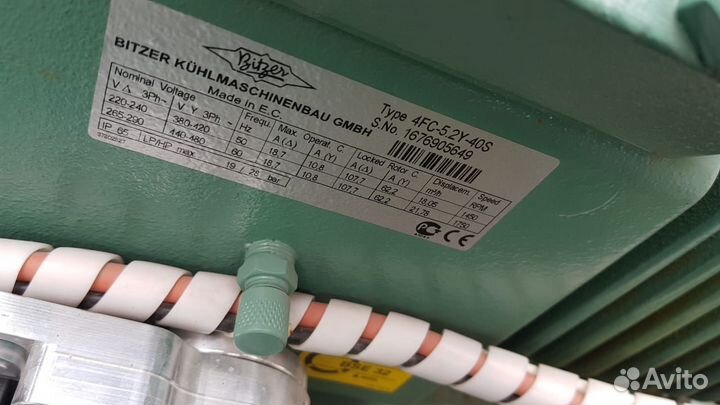 Bitzer
BITZER KÜHLMASCHINENBAU GMBH
Made in E.C.
Type 4FC-5.2Y-40S
S.No. 1676905649
Nominal Voltage Frequ. Max. Operat. C. Locked Rotor C. Displacem. Speed
V Δ 3Ph~ V Y 3Ph~ Hz A (Δ) A (Y) A (Δ) A (Y) m³/h RPM
220-240 380-420 50 18.7 10.8 107.7 62.2 18.05 1450
265-290 440-480 60 18.7 10.8 107.7 62.2 21.78 1750
IP 65 LP/HP max. 19 28 bar
CE
BSE 32
Avito